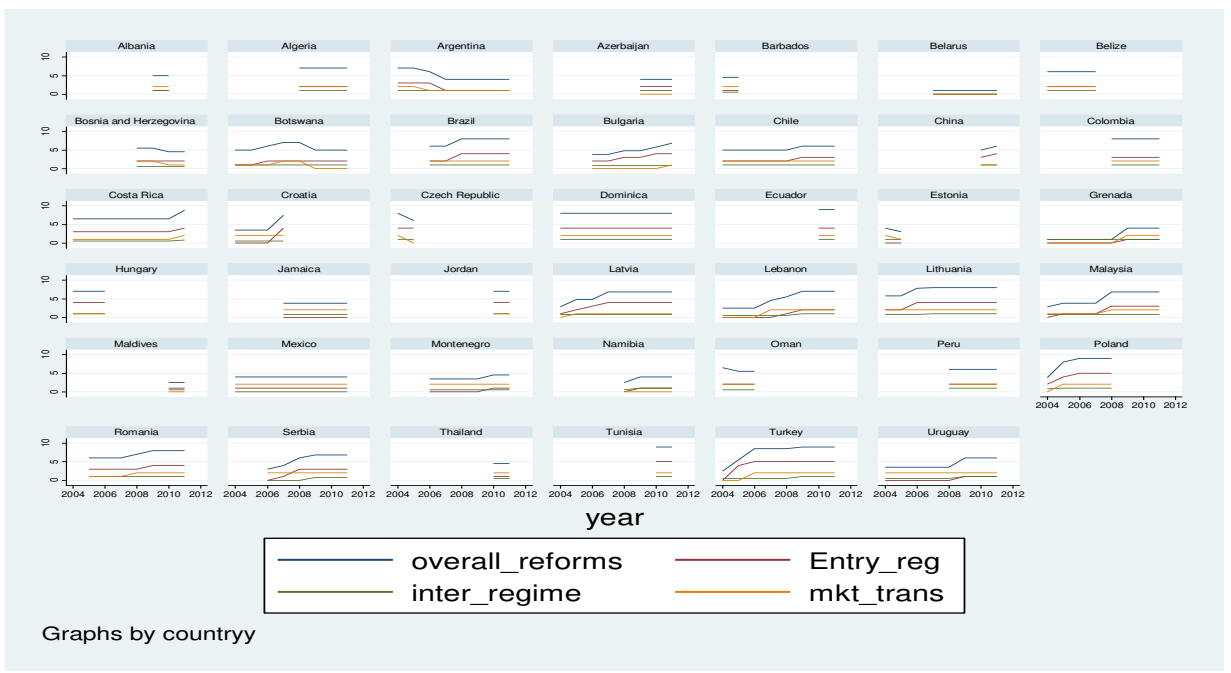 Albania Algeria Argentina Azerbaijan Barbados Belarus Belize
0 5 10
Bosnia and Herzegovina Botswana Brazil Bulgaria Chile China Colombia
0 5 10
Costa Rica Croatia Czech Republic Dominica Ecuador Estonia Grenada
0 5 10
Hungary Jamaica Jordan Latvia Lebanon Lithuania Malaysia
0 5 10
Maldives Mexico Montenegro Namibia Oman Peru Poland
0 5 10
2004 2006 2008 2010 2012
Romania Serbia Thailand Tunisia Turkey Uruguay
0 5 10
2004 2006 2008 2010 2012 2004 2006 2008 2010 2012 2004 2006 2008 2010 2012 2004 2006 2008 2010 2012 2004 2006 2008 2010 2012 2004 2006 2008 2010 2012
year
overall_reforms Entry_reg
inter_regime mkt_trans
Graphs by countryy